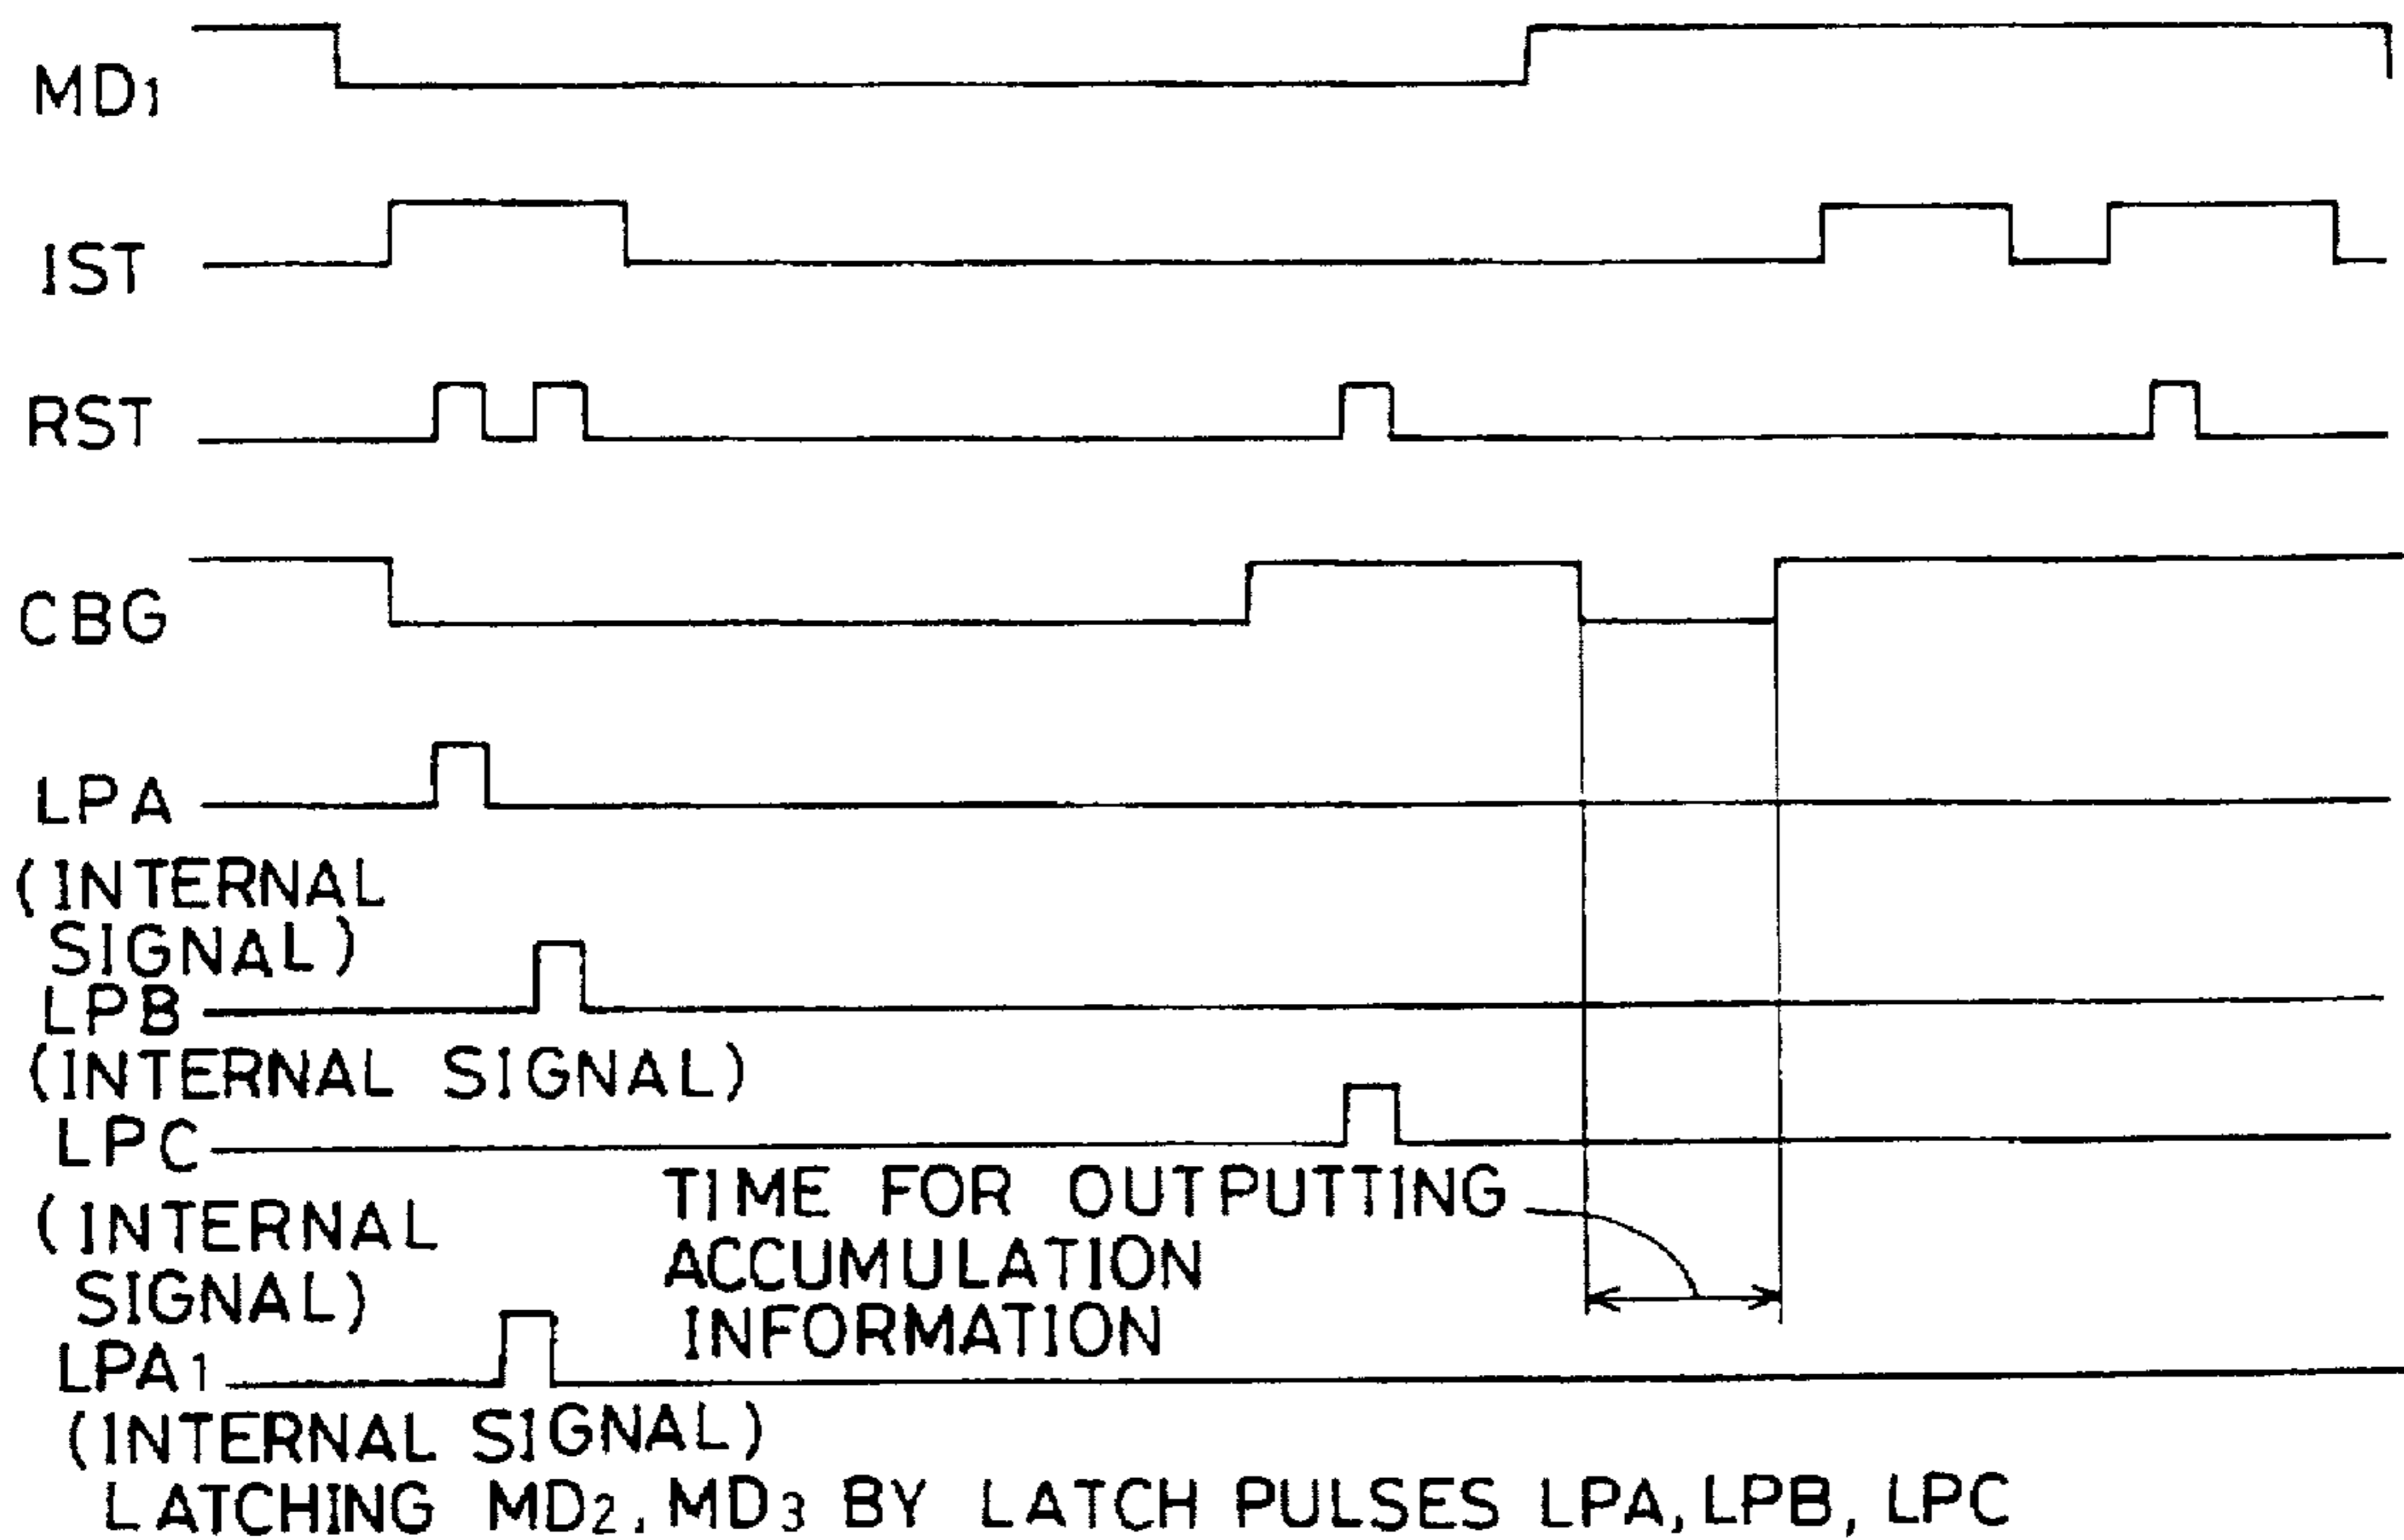 MD1
IST
RST
CBG
LPA
(INTERNAL
SIGNAL)
LPB
(INTERNAL SIGNAL)
LPC
(INTERNAL
SIGNAL)
TIME FOR OUTPUTTING
ACCUMULATION
INFORMATION
LPA1
(INTERNAL SIGNAL)
LATCHING MD2, MD3 BY LATCH PULSES LPA, LPB, LPC